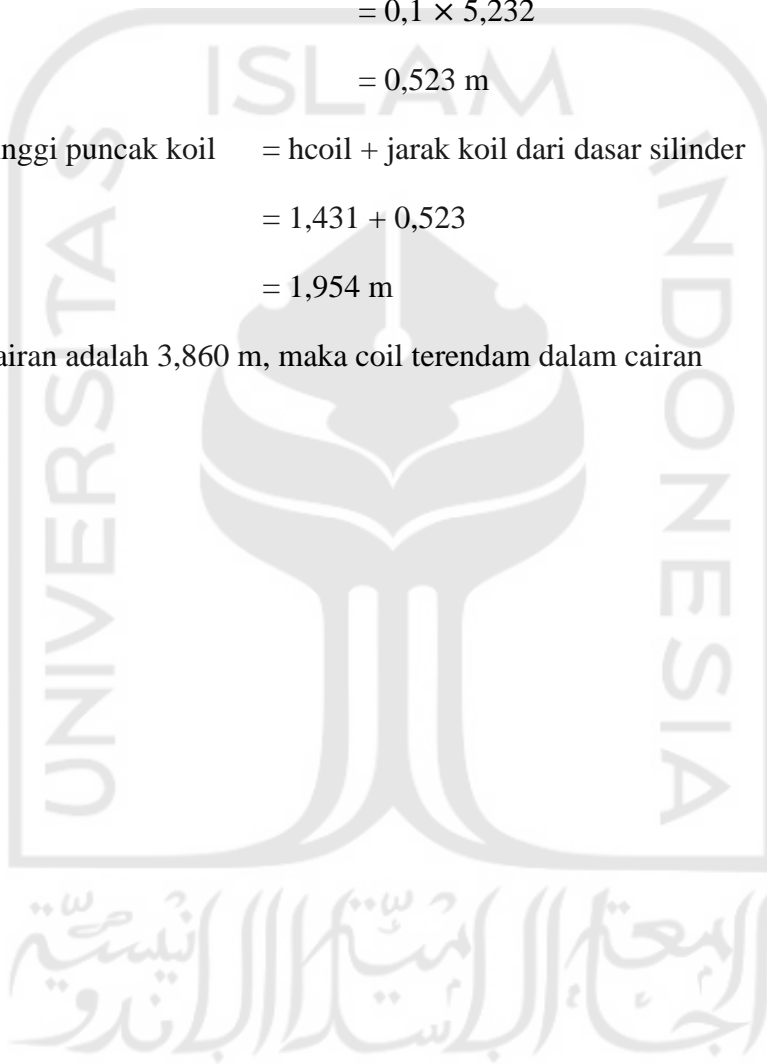 = 0,1 × 5,232
= 0,523 m
inggi puncak koil = hcoil + jarak koil dari dasar silinder
= 1,431 + 0,523
= 1,954 m
airan adalah 3,860 m, maka coil terendam dalam cairan
ISLAM
UNIVERSITAS
INDONESIA